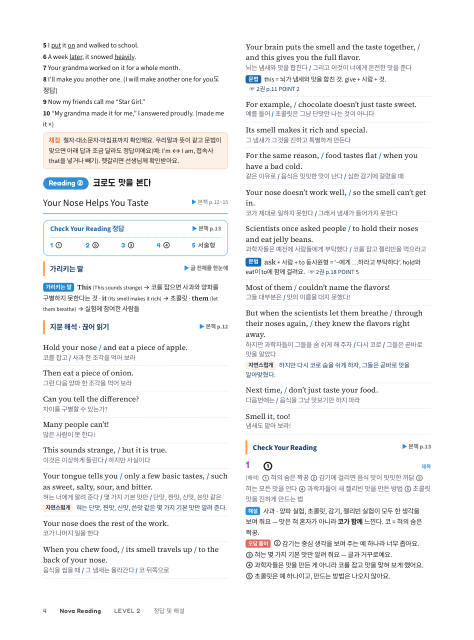 5 I put it on and walked to school.
6 A week later, it snowed heavily.
7 Your grandma worked on it for a whole month.
8 I'll make you another one. (I will make another one for you도
정답)
9 Now my friends call me "Star Girl."
10 "My grandma made it for me," I answered proudly. (made me
it ×)
채점 철자·대소문자·마침표까지 확인해요. 우리말과 뜻이 같고 문법이
맞으면 아래 답과 조금 달라도 정답이에요(예: I'm ↔ I am, 접속사
that을 넣거나 빼기). 헷갈리면 선생님께 확인받아요.
Reading ② 코로도 맛을 본다
Your Nose Helps You Taste ▶ 본책 p.12-15
Check Your Reading 정답 ▶ 본책 p.13
1 ① 2 ⑤ 3 ③ 4 ④ 5 서술형
가리키는 말 ▶ 글 전체를 한눈에
가리키는 말 This (This sounds strange) → 코를 잡으면 사과와 양파를
구별하지 못한다는 것 · it (Its smell makes it rich) → 초콜릿 · them (let
them breathe) → 실험에 참여한 사람들
지문 해석 · 끊어 읽기 ▶ 본책 p.12
Hold your nose / and eat a piece of apple.
코를 잡고 / 사과 한 조각을 먹어 보라
Then eat a piece of onion.
그런 다음 양파 한 조각을 먹어 보라
Can you tell the difference?
차이를 구별할 수 있는가?
Many people can't!
많은 사람이 못 한다!
This sounds strange, / but it is true.
이것은 이상하게 들린다 / 하지만 사실이다
Your tongue tells you / only a few basic tastes, / such
as sweet, salty, sour, and bitter.
혀는 너에게 알려 준다 / 몇 가지 기본 맛만 / 단맛, 짠맛, 신맛, 쓴맛 같은
자연스럽게 혀는 단맛, 짠맛, 신맛, 쓴맛 같은 몇 가지 기본 맛만 알려 준다.
Your nose does the rest of the work.
코가 나머지 일을 한다
When you chew food, / its smell travels up / to the
back of your nose.
음식을 씹을 때 / 그 냄새는 올라간다 / 코 뒤쪽으로
Your brain puts the smell and the taste together, /
and this gives you the full flavor.
뇌는 냄새와 맛을 합친다 / 그리고 이것이 너에게 온전한 맛을 준다
문법 this = 뇌가 냄새와 맛을 합친 것. give + 사람 + 것.
☞ 2권 p.11 POINT 2
For example, / chocolate doesn't just taste sweet.
예를 들어 / 초콜릿은 그냥 단맛만 나는 것이 아니다
Its smell makes it rich and special.
그 냄새가 그것을 진하고 특별하게 만든다
For the same reason, / food tastes flat / when you
have a bad cold.
같은 이유로 / 음식은 밋밋한 맛이 난다 / 심한 감기에 걸렸을 때
Your nose doesn't work well, / so the smell can't get
in.
코가 제대로 일하지 못한다 / 그래서 냄새가 들어가지 못한다
Scientists once asked people / to hold their noses
and eat jelly beans.
과학자들은 예전에 사람들에게 부탁했다 / 코를 잡고 젤리빈을 먹으라고
문법 ask + 사람 + to 동사원형 = '~에게 …하라고 부탁하다'. hold와
eat이 to에 함께 걸려요. ☞ 2권 p.18 POINT 5
Most of them / couldn't name the flavors!
그들 대부분은 / 맛의 이름을 대지 못했다!
But when the scientists let them breathe / through
their noses again, / they knew the flavors right
away.
하지만 과학자들이 그들을 숨 쉬게 해 주자 / 다시 코로 / 그들은 곧바로
맛을 알았다
자연스럽게 하지만 다시 코로 숨을 쉬게 하자, 그들은 곧바로 맛을
알아맞혔다.
Next time, / don't just taste your food.
다음번에는 / 음식을 그냥 맛보기만 하지 마라
Smell it, too!
냄새도 맡아 보라!
Check Your Reading ▶ 본책 p.13
1 ① 제목
[해석] ① 혀의 숨은 짝꿍 ② 감기에 걸리면 음식 맛이 밋밋한 까닭 ③
혀는 모든 맛을 안다 ④ 과학자들이 새 젤리빈 맛을 만든 방법 ⑤ 초콜릿
맛을 진하게 만드는 법
해설 사과·양파 실험, 초콜릿, 감기, 젤리빈 실험이 모두 한 생각을
보여 줘요 — 맛은 혀 혼자가 아니라 코가 함께 느낀다. 코 = 혀의 숨은
짝꿍.
오답 풀이 ② 감기는 중심 생각을 보여 주는 예 하나라 너무 좁아요.
③ 혀는 몇 가지 기본 맛만 알려 줘요 — 글과 거꾸로예요.
④ 과학자들은 맛을 만든 게 아니라 코를 잡고 맛을 맞혀 보게 했어요.
⑤ 초콜릿은 예 하나이고, 만드는 방법은 나오지 않아요.
4 Nova Reading LEVEL 2 정답 및 해설